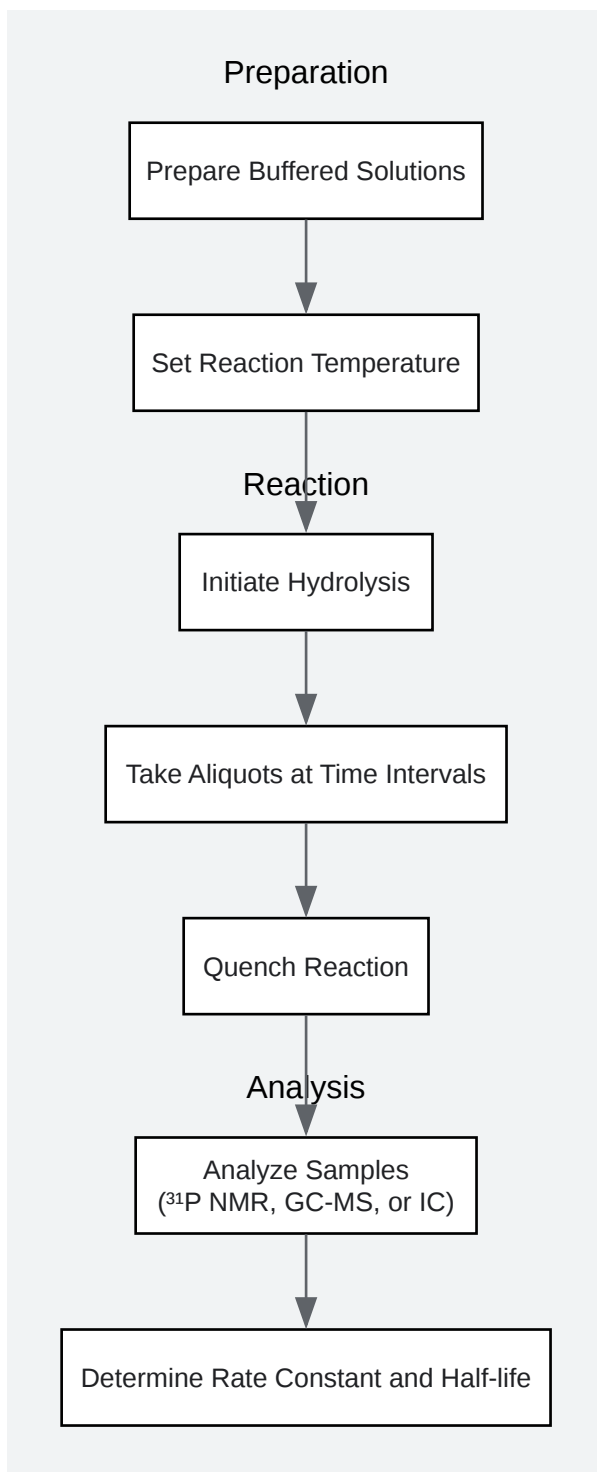 Preparation
Prepare Buffered Solutions
Set Reaction Temperature
Reaction
Initiate Hydrolysis
Take Aliquots at Time Intervals
Quench Reaction
Analysis
Analyze Samples
(³¹P NMR, GC-MS, or IC)
Determine Rate Constant and Half-life